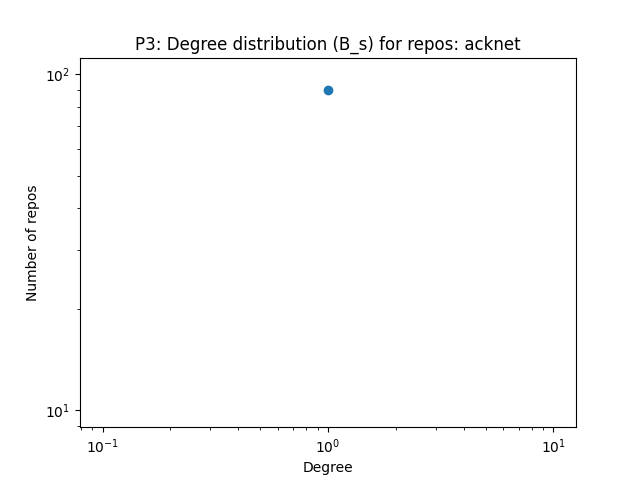 P3: Degree distribution (B_s) for repos: acknet
10²
Number of repos
10¹
10⁻¹ 10⁰ 10¹
Degree